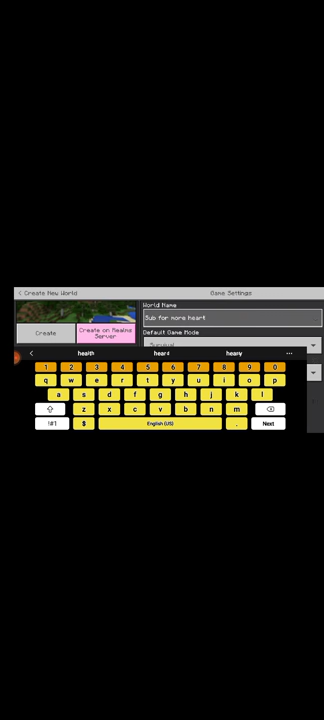 < Create New World
Game Settings
World Name
Sub for more heart
Create
Create on Realms
Server
Default Game Mode
Survival
< health heard heavy ...
1 2 3 4 5 6 7 8 9 0
q w e r t y u i o p
a s d f g h j k l
z x c v b n m
!#1 $ English (US) . Next